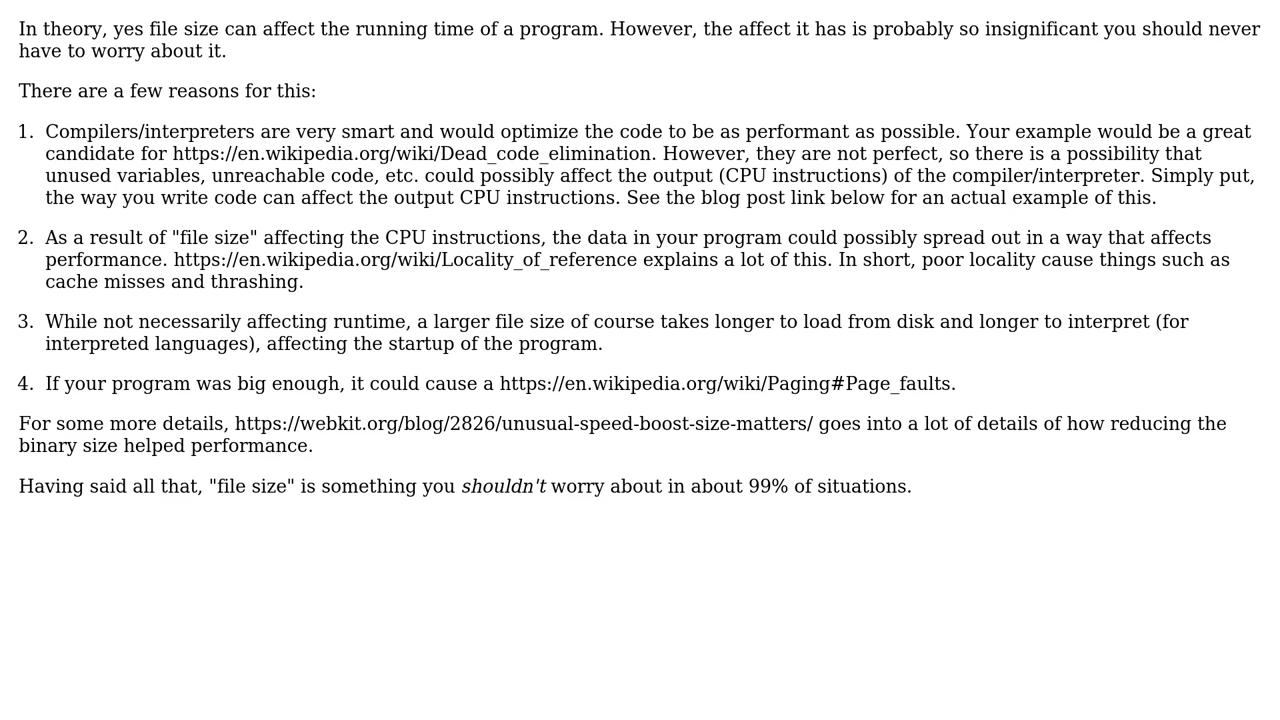 In theory, yes file size can affect the running time of a program. However, the affect it has is probably so insignificant you should never
have to worry about it.
There are a few reasons for this:
1. Compilers/interpreters are very smart and would optimize the code to be as performant as possible. Your example would be a great
candidate for https://en.wikipedia.org/wiki/Dead_code_elimination. However, they are not perfect, so there is a possibility that
unused variables, unreachable code, etc. could possibly affect the output (CPU instructions) of the compiler/interpreter. Simply put,
the way you write code can affect the output CPU instructions. See the blog post link below for an actual example of this.
2. As a result of "file size" affecting the CPU instructions, the data in your program could possibly spread out in a way that affects
performance. https://en.wikipedia.org/wiki/Locality_of_reference explains a lot of this. In short, poor locality cause things such as
cache misses and thrashing.
3. While not necessarily affecting runtime, a larger file size of course takes longer to load from disk and longer to interpret (for
interpreted languages), affecting the startup of the program.
4. If your program was big enough, it could cause a https://en.wikipedia.org/wiki/Paging#Page_faults.
For some more details, https://webkit.org/blog/2826/unusual-speed-boost-size-matters/ goes into a lot of details of how reducing the
binary size helped performance.
Having said all that, "file size" is something you shouldn't worry about in about 99% of situations.